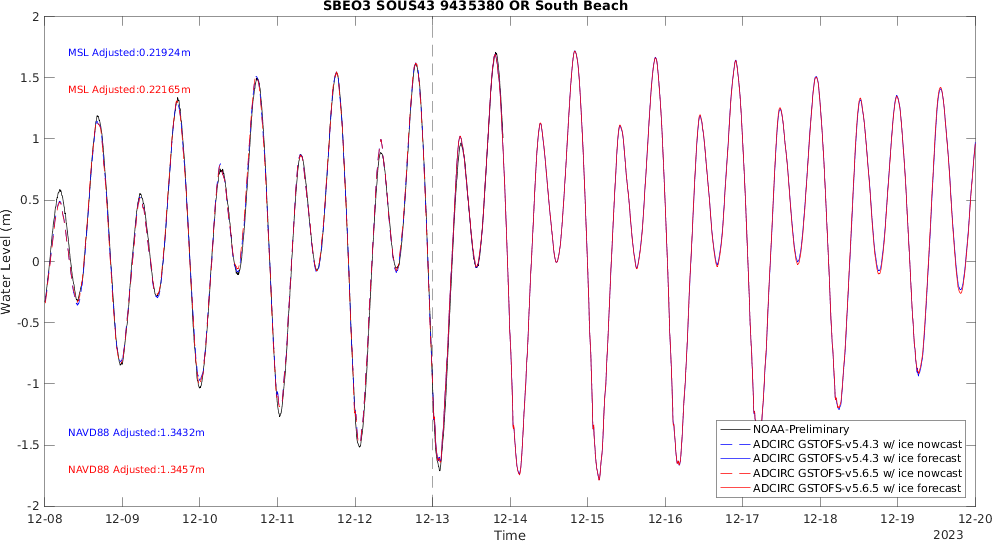 SBEO3 SOUS43 9435380 OR South Beach
Water Level (m)
2
1.5
1
0.5
0
-0.5
-1
-1.5
-2
MSL Adjusted:0.21924m
MSL Adjusted:0.22165m
NAVD88 Adjusted:1.3432m
NAVD88 Adjusted:1.3457m
NOAA-Preliminary
ADCIRC GSTOFS-v5.4.3 w/ ice nowcast
ADCIRC GSTOFS-v5.4.3 w/ ice forecast
ADCIRC GSTOFS-v5.6.5 w/ ice nowcast
ADCIRC GSTOFS-v5.6.5 w/ ice forecast
12-08 12-09 12-10 12-11 12-12 12-13 12-14 12-15 12-16 12-17 12-18 12-19 12-20
Time
2023